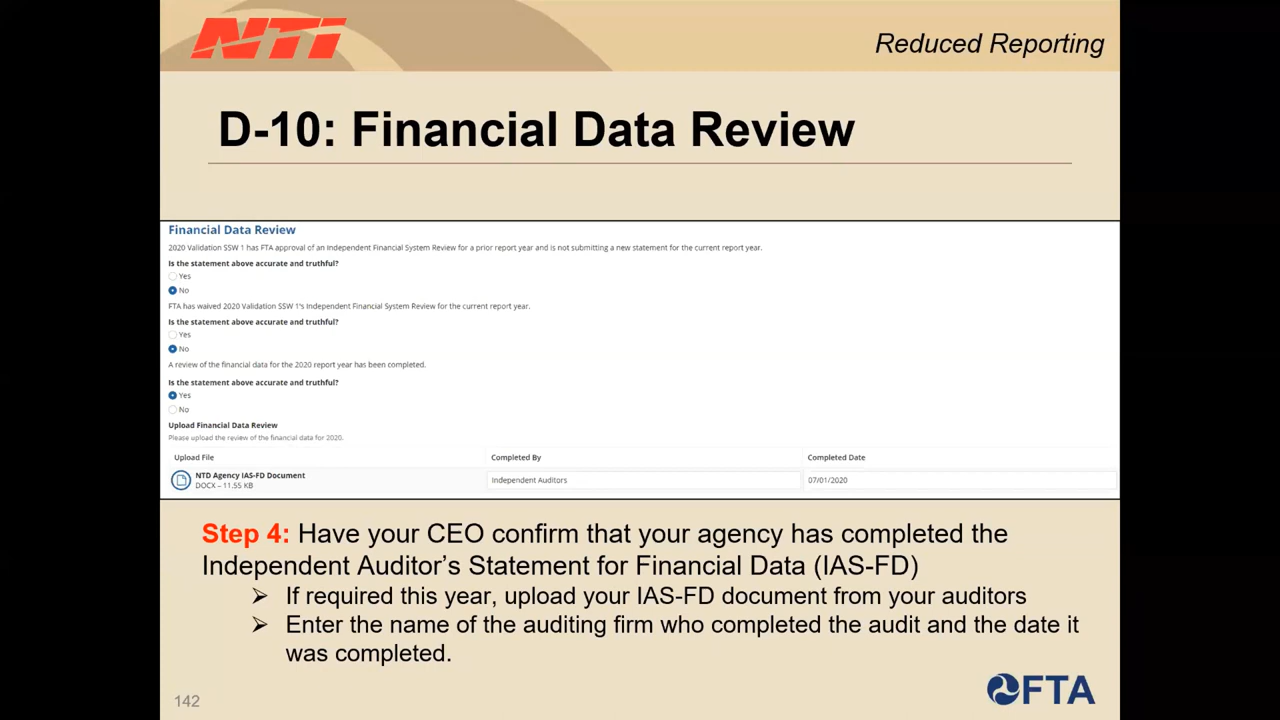 NTI
Reduced Reporting
D-10: Financial Data Review
Financial Data Review
2020 Validation SSW 1 has FTA approval of an Independent Financial System Review for a prior report year and is not submitting a new statement for the current report year.
Is the statement above accurate and truthful?
Yes
No
FTA has waived 2020 Validation SSW 1's Independent Financial System Review for the current report year.
Is the statement above accurate and truthful?
Yes
No
A review of the financial data for the 2020 report year has been completed.
Is the statement above accurate and truthful?
Yes
No
Upload Financial Data Review
Please upload the review of the financial data for 2020.
Upload File Completed By Completed Date
NTD Agency IAS-FD Document
DOCX – 11.55 KB
Independent Auditors 07/01/2020
Step 4: Have your CEO confirm that your agency has completed the
Independent Auditor’s Statement for Financial Data (IAS-FD)
➢ If required this year, upload your IAS-FD document from your auditors
➢ Enter the name of the auditing firm who completed the audit and the date it
was completed.
142
FTA